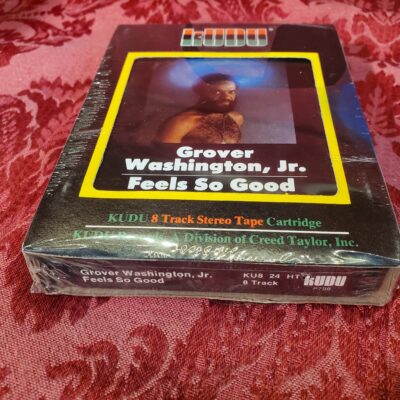 KUDU
Grover
Washington, Jr.
Feels So Good
KUDU 8 Track Stereo Tape Cartridge
A Division of Creed Taylor, Inc.
Grover Washington, Jr.
Feels So Good
KUS 24 HT
8 Track
KUDU